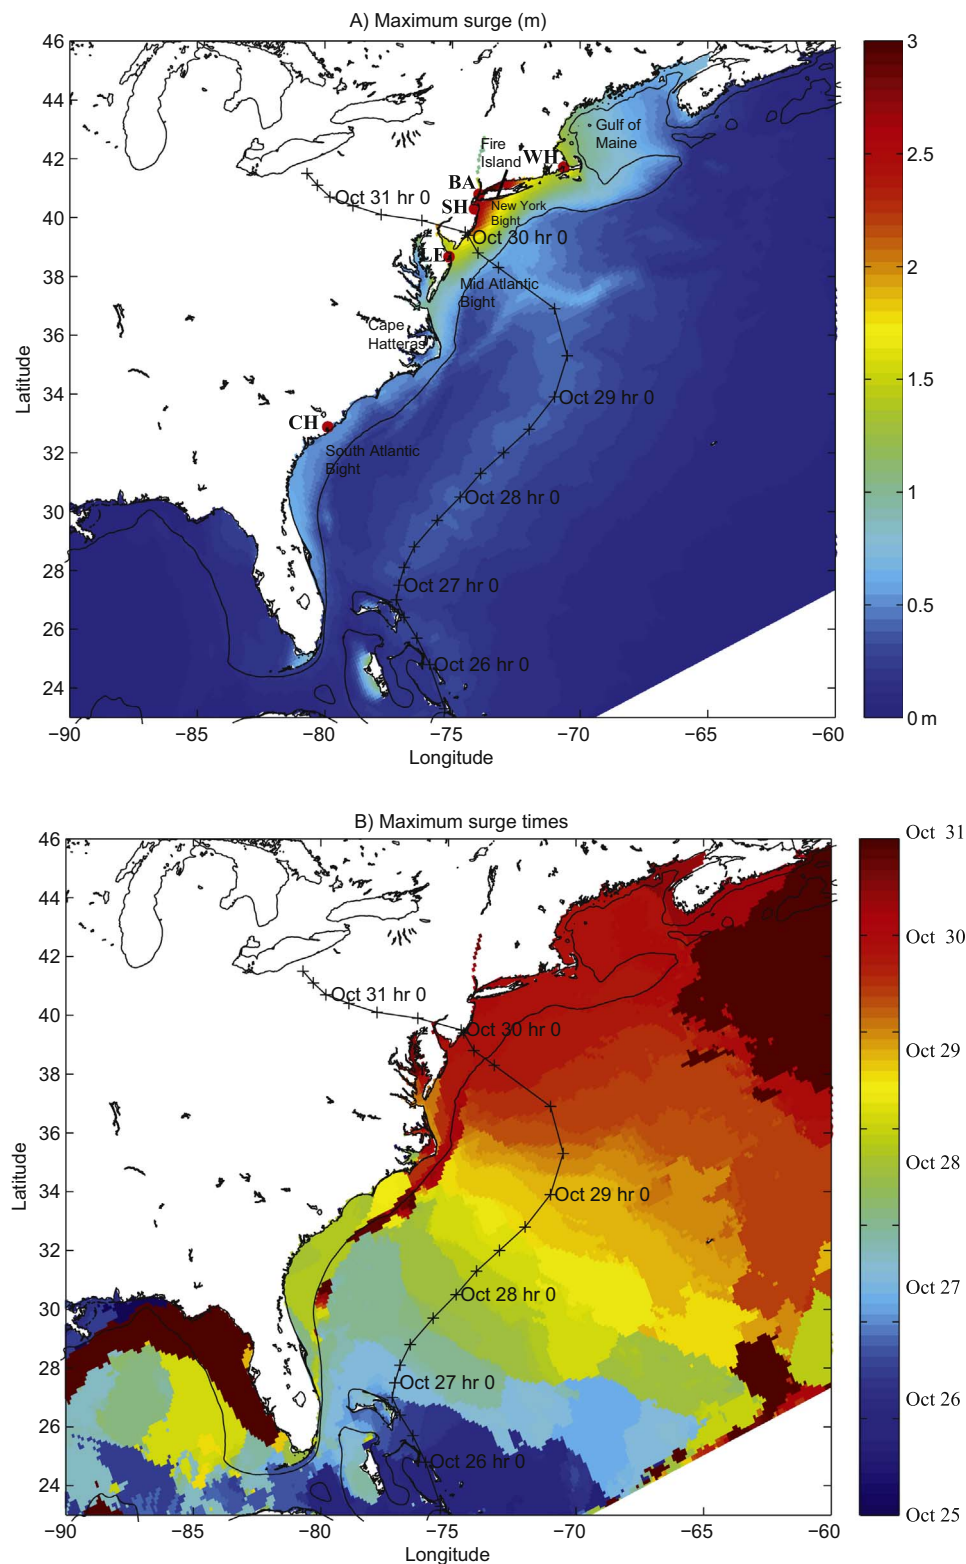 A) Maximum surge (m)
46
44
42
40
38
36
34
32
30
28
26
24
Latitude
−90
−85
−80
−75
−70
−65
−60
Longitude
3
2.5
2
1.5
1
0.5
0 m
Gulf of
Maine
Fire
Island
WH
BA
SH
New York
Bight
LE
Mid Atlantic
Bight
Cape
Hatteras
CH
South Atlantic
Bight
Oct 31 hr 0
Oct 30 hr 0
Oct 29 hr 0
Oct 28 hr 0
Oct 27 hr 0
Oct 26 hr 0
B) Maximum surge times
46
44
42
40
38
36
34
32
30
28
26
24
Latitude
−90
−85
−80
−75
−70
−65
−60
Longitude
Oct 31
Oct 30
Oct 29
Oct 28
Oct 27
Oct 26
Oct 25
Oct 31 hr 0
Oct 30 hr 0
Oct 29 hr 0
Oct 28 hr 0
Oct 27 hr 0
Oct 26 hr 0